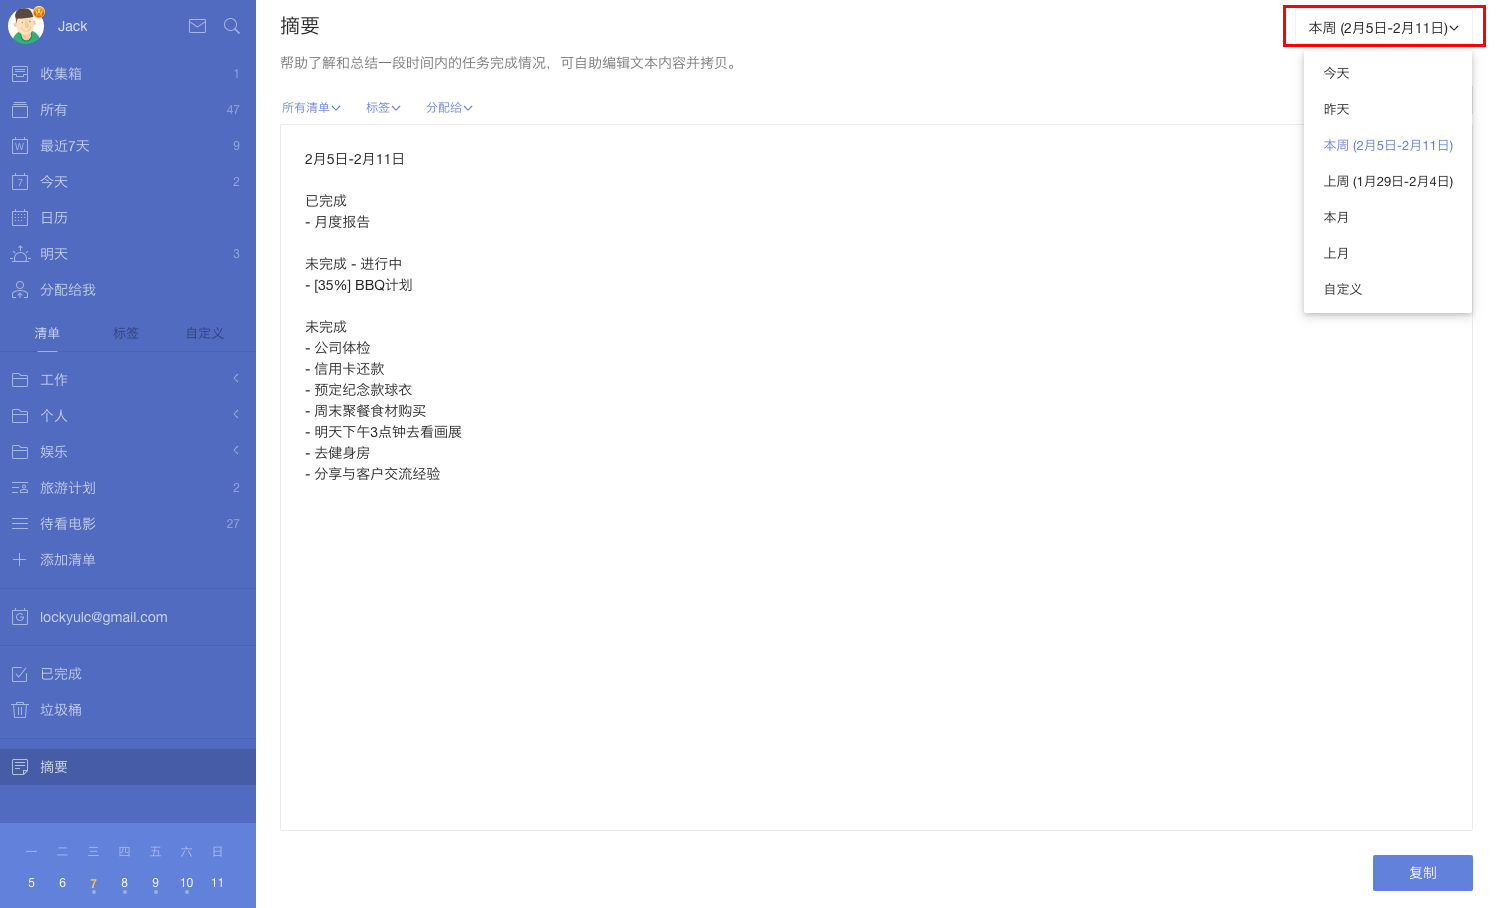 Jack
收集箱 1
所有 47
最近7天 9
今天 2
日历
明天 3
分配给我
清单 标签 自定义
工作
个人
娱乐
旅游计划 2
待看电影 27
添加清单
lockyulc@gmail.com
已完成
垃圾桶
摘要
一 二 三 四 五 六 日
5 6 7 8 9 10 11
摘要
本周 (2月5日-2月11日)
帮助了解和总结一段时间内的任务完成情况，可自助编辑文本内容并拷贝。
所有清单 标签 分配给
今天
昨天
本周 (2月5日-2月11日)
上周 (1月29日-2月4日)
本月
上月
自定义
2月5日-2月11日
已完成
- 月度报告
未完成 - 进行中
- [35%] BBQ计划
未完成
- 公司体检
- 信用卡还款
- 预定纪念款球衣
- 周末聚餐食材购买
- 明天下午3点钟去看画展
- 去健身房
- 分享与客户交流经验
复制